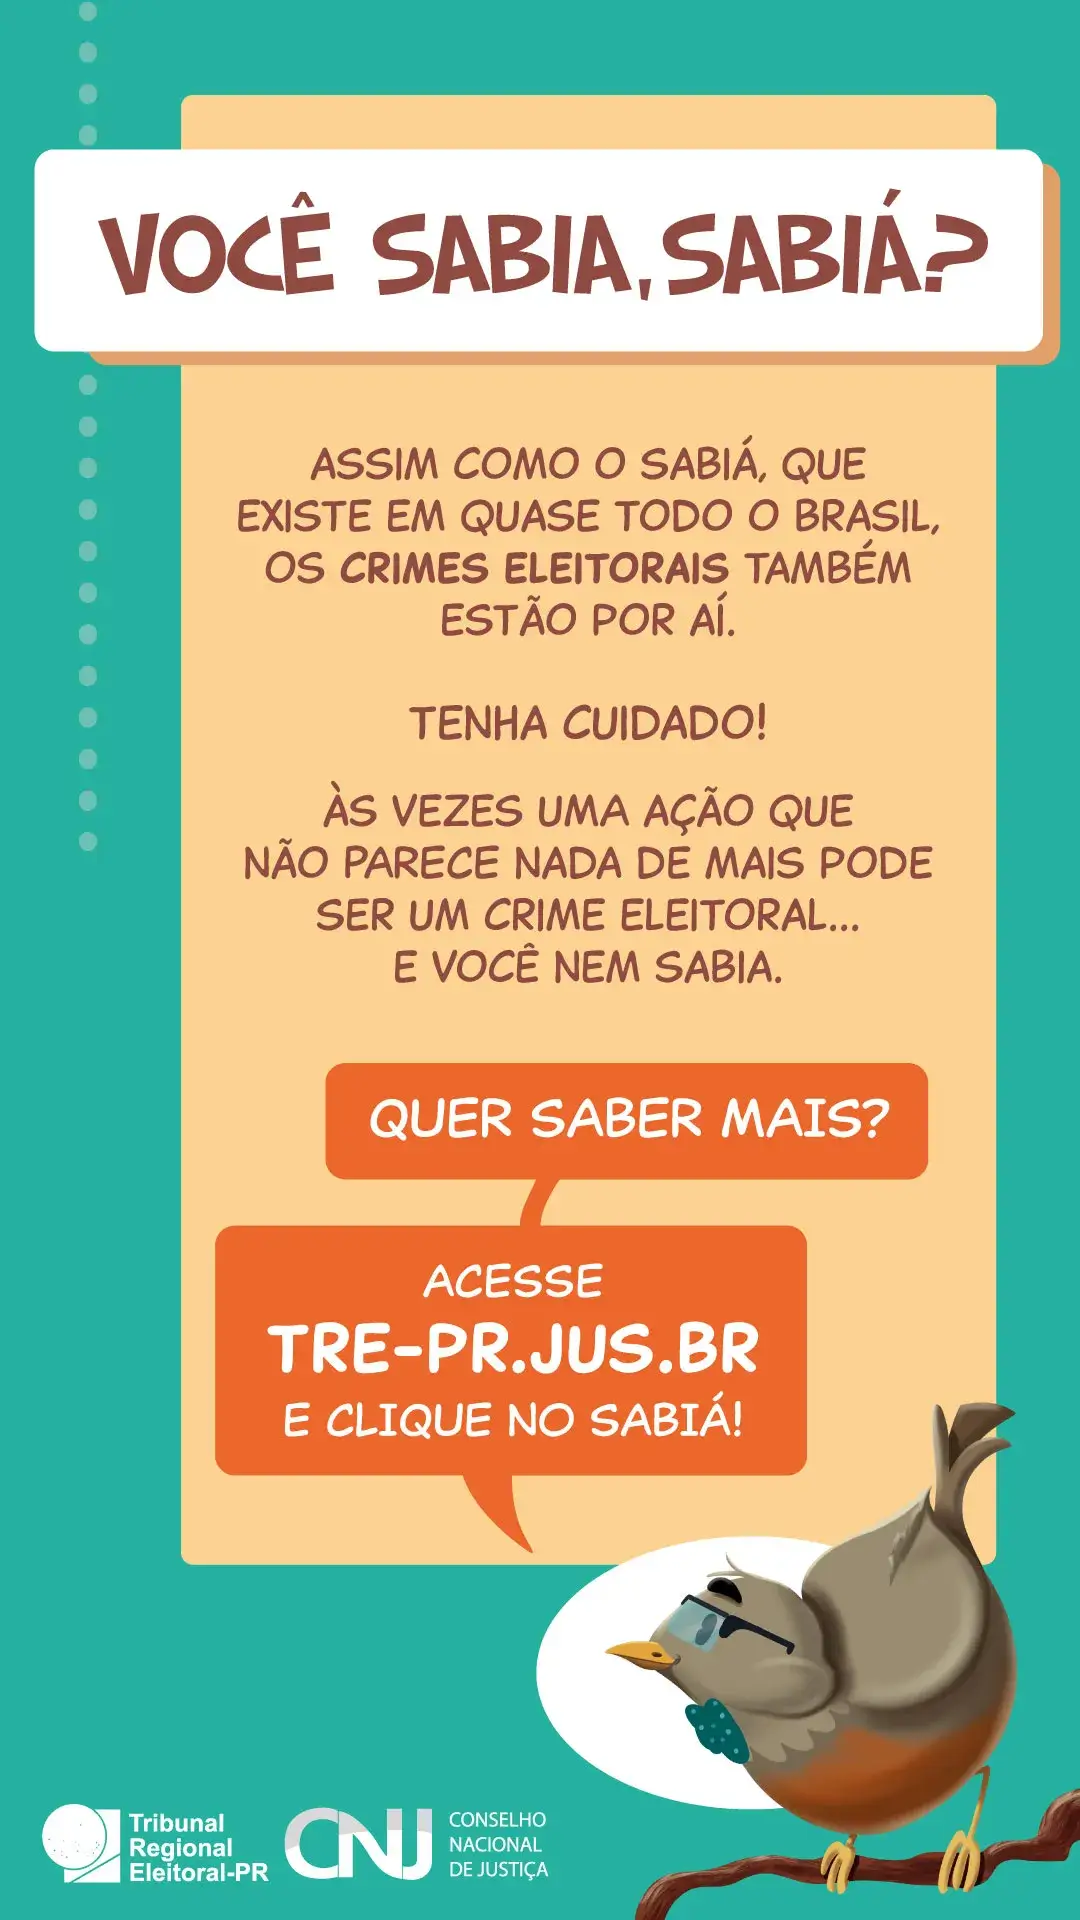 VOCÊ SABIA, SABIÁ?
ASSIM COMO O SABIÁ, QUE
EXISTE EM QUASE TODO O BRASIL,
OS CRIMES ELEITORAIS TAMBÉM
ESTÃO POR AÍ.
TENHA CUIDADO!
ÀS VEZES UMA AÇÃO QUE
NÃO PARECE NADA DE MAIS PODE
SER UM CRIME ELEITORAL...
E VOCÊ NEM SABIA.
QUER SABER MAIS?
ACESSE
TRE-PR.JUS.BR
E CLIQUE NO SABIÁ!
Tribunal
Regional
Eleitoral-PR
CNJ
CONSELHO
NACIONAL
DE JUSTIÇA